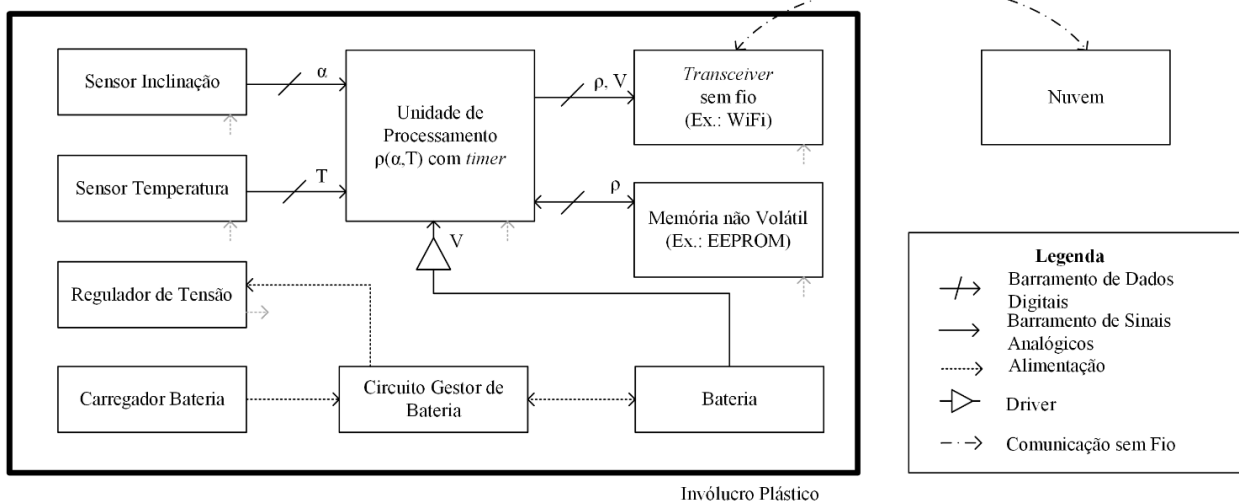 Sensor Inclinação
α
Unidade de
Processamento
ρ(α,T) com timer
ρ, V
Transceiver
sem fio
(Ex.: WiFi)
Nuvem
Sensor Temperatura
T
ρ
Memória não Volátil
(Ex.: EEPROM)
V
Regulador de Tensão
Carregador Bateria
Circuito Gestor de
Bateria
Bateria
Invólucro Plástico
Legenda
Barramento de Dados
Digitais
Barramento de Sinais
Analógicos
Alimentação
Driver
Comunicação sem Fio